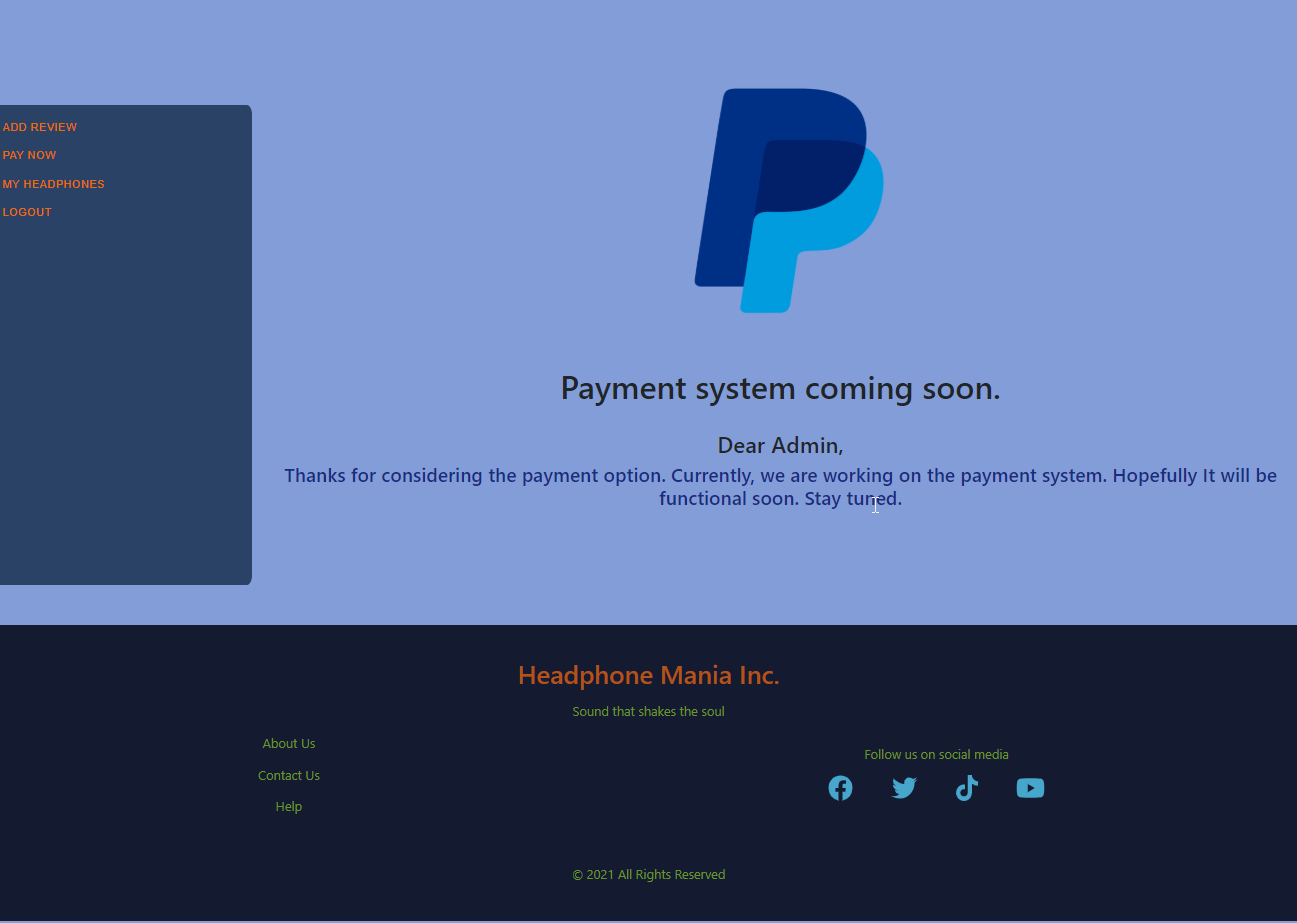 ADD REVIEW
PAY NOW
MY HEADPHONES
LOGOUT
Payment system coming soon.
Dear Admin,
Thanks for considering the payment option. Currently, we are working on the payment system. Hopefully It will be
functional soon. Stay tuned.
Headphone Mania Inc.
Sound that shakes the soul
About Us
Contact Us
Help
Follow us on social media
© 2021 All Rights Reserved